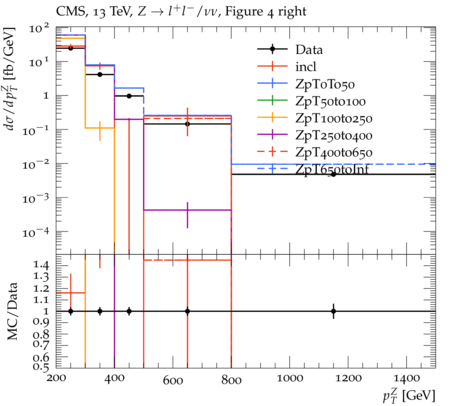 CMS, 13 TeV, Z → l⁺l⁻/νν, Figure 4 right
dσ/dp_T^Z [fb/GeV]
10²
10¹
1
10⁻¹
10⁻²
10⁻³
10⁻⁴
Data
incl
ZpT0To50
ZpT50to100
ZpT100to250
ZpT250to400
ZpT400to650
ZpT650toInf
MC/Data
1.4
1.3
1.2
1.1
1
0.9
0.8
0.7
0.6
0.5
200 400 600 800 1000 1200 1400
p_T^Z [GeV]